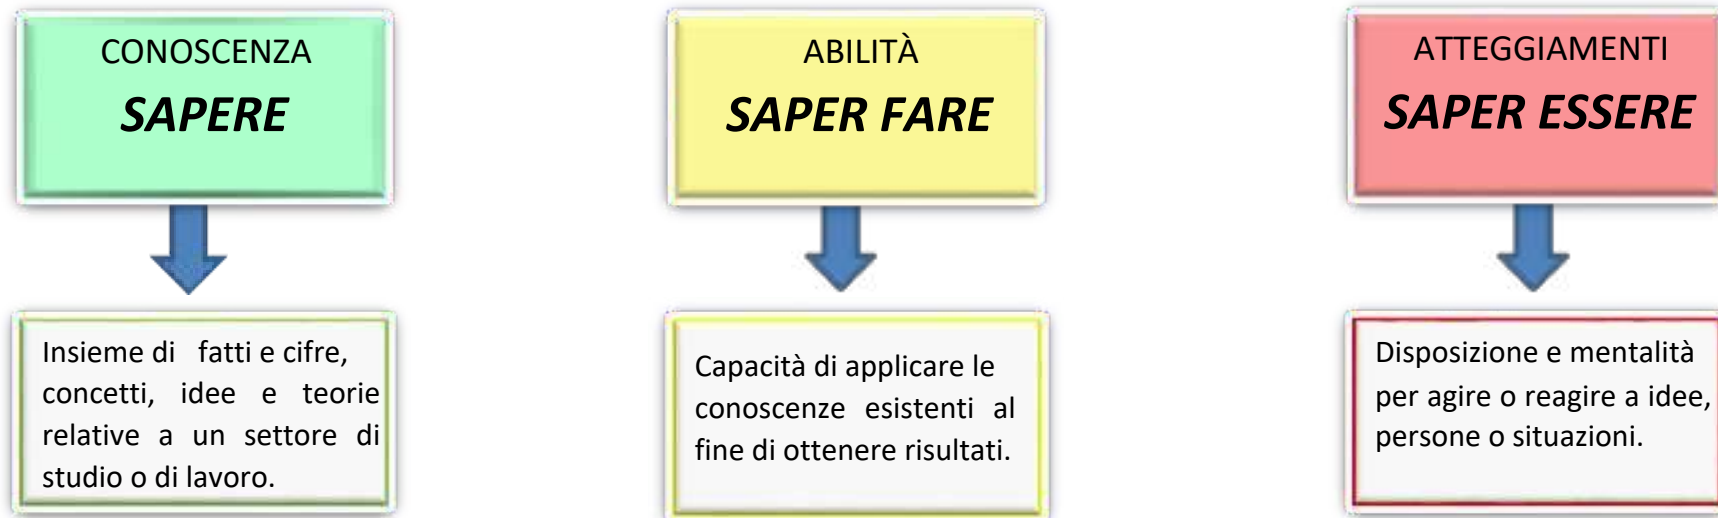 CONOSCENZA
SAPERE
Insieme di fatti e cifre,
concetti, idee e teorie
relative a un settore di
studio o di lavoro.
ABILITÀ
SAPER FARE
Capacità di applicare le
conoscenze esistenti al
fine di ottenere risultati.
ATTEGGIAMENTI
SAPER ESSERE
Disposizione e mentalità
per agire o reagire a idee,
persone o situazioni.